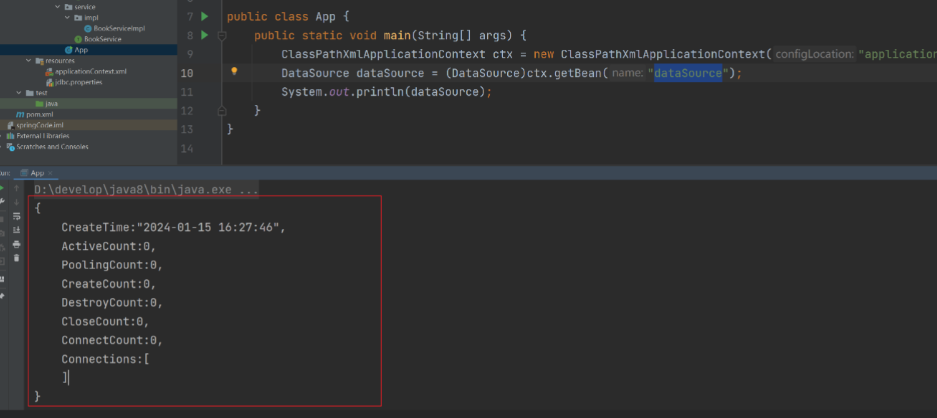 service
impl
BookServiceImpl
BookService
App
resources
applicationContext.xml
jdbc.properties
test
java
pom.xml
springCode.iml
External Libraries
Scratches and Consoles
7 public class App {
8 public static void main(String[] args) {
9 ClassPathXmlApplicationContext ctx = new ClassPathXmlApplicationContext( configLocation: "application
10 DataSource dataSource = (DataSource)ctx.getBean( name: "dataSource");
11 System.out.println(dataSource);
12 }
13 }
14
App
D:\develop\java8\bin\java.exe ...
{
CreateTime:"2024-01-15 16:27:46",
ActiveCount:0,
PoolingCount:0,
CreateCount:0,
DestroyCount:0,
CloseCount:0,
ConnectCount:0,
Connections:[
]
}